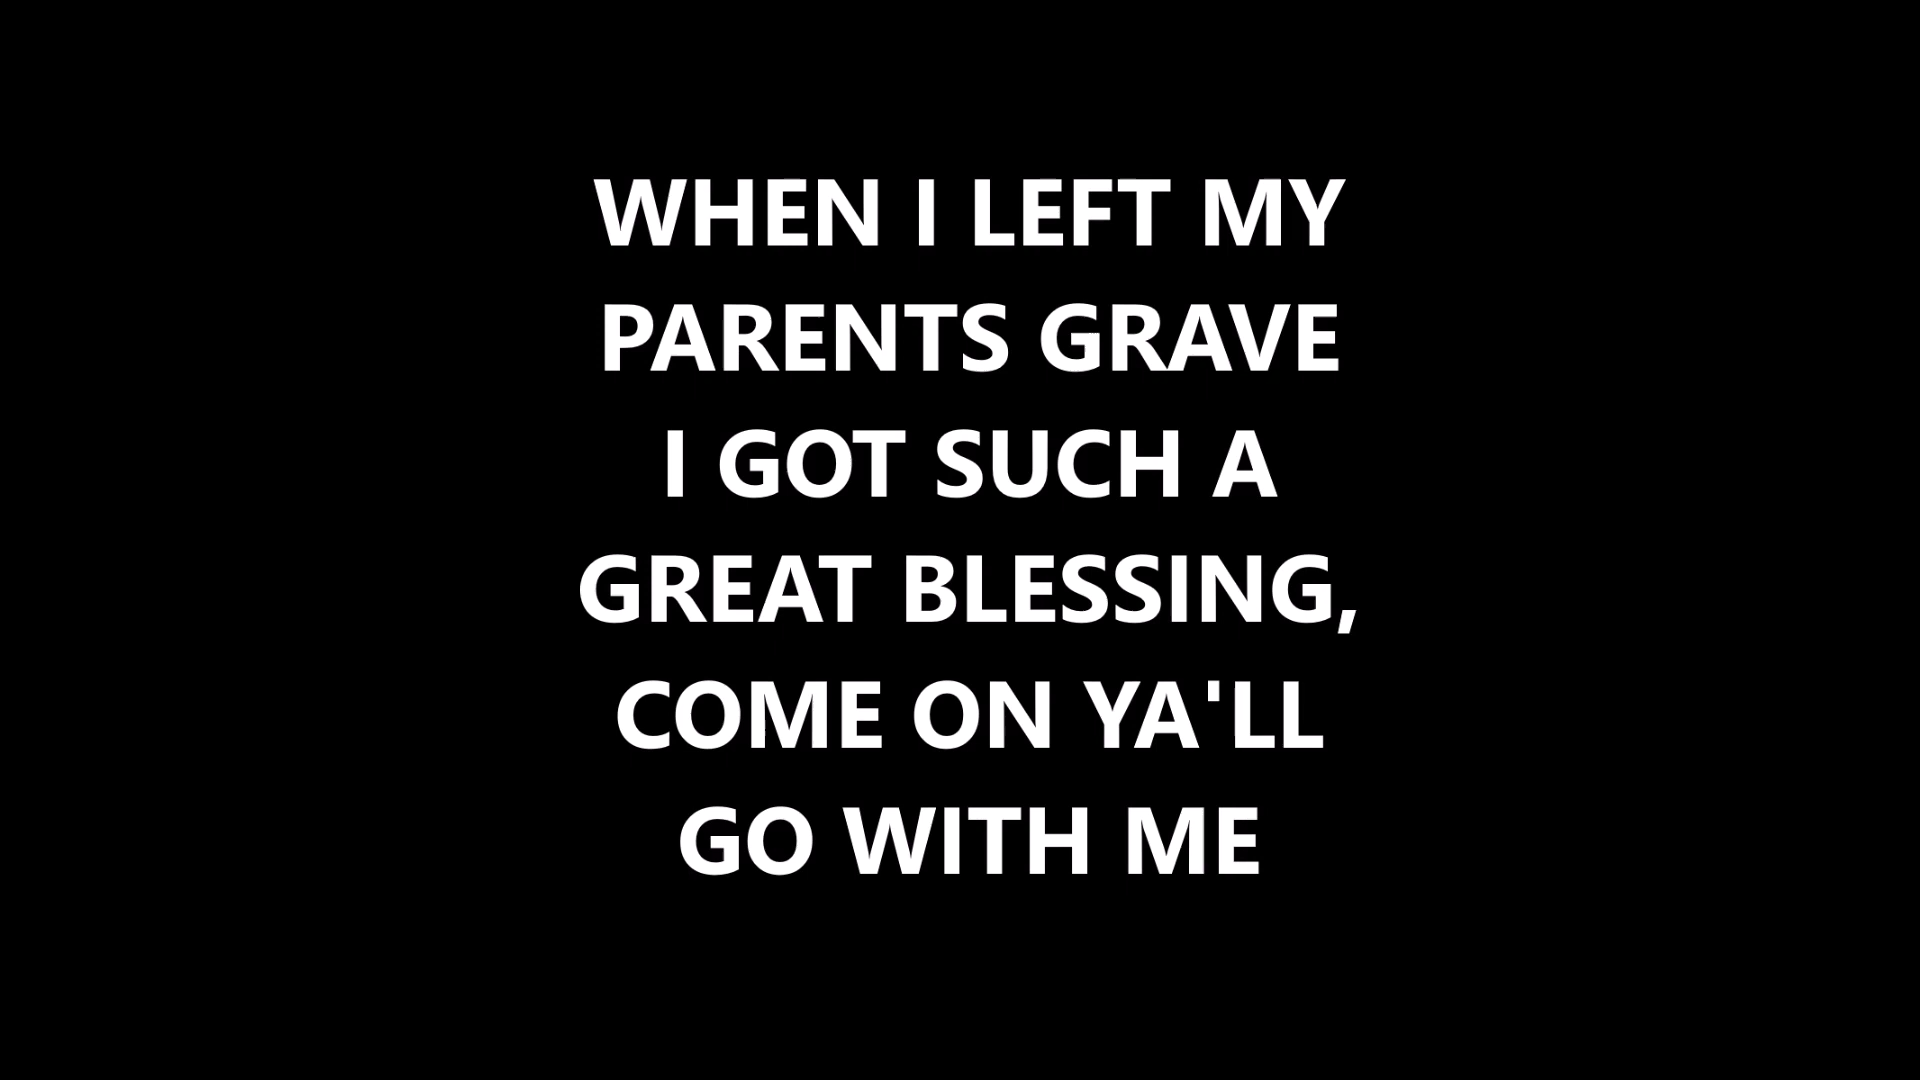 WHEN I LEFT MY
PARENTS GRAVE
I GOT SUCH A
GREAT BLESSING,
COME ON YA'LL
GO WITH ME